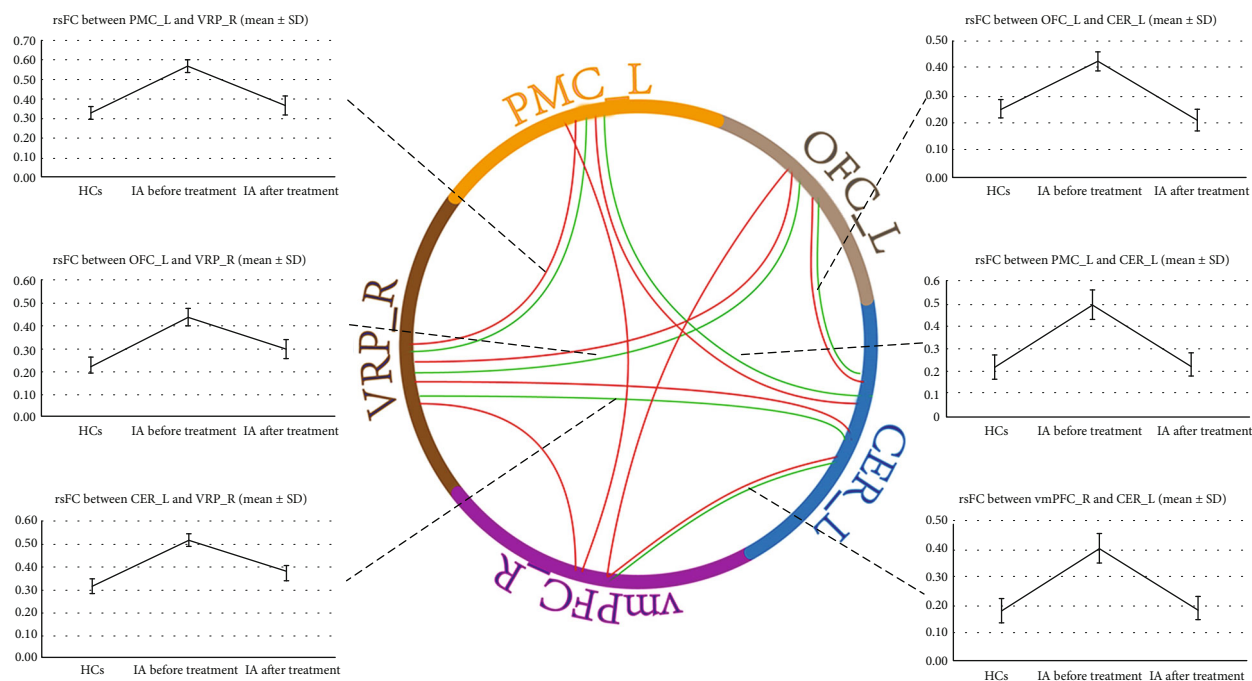 rsFC between PMC_L and VRP_R (mean ± SD)
0.70
0.60
0.50
0.40
0.30
0.20
0.10
0.00
HCs IA before treatment IA after treatment
rsFC between OFC_L and VRP_R (mean ± SD)
0.60
0.50
0.40
0.30
0.20
0.10
0.00
HCs IA before treatment IA after treatment
rsFC between CER_L and VRP_R (mean ± SD)
0.60
0.50
0.40
0.30
0.20
0.10
0.00
HCs IA before treatment IA after treatment
PMC_L
OFC_L
VRP_R
CER_L
vmPFC_R
rsFC between OFC_L and CER_L (mean ± SD)
0.50
0.40
0.30
0.20
0.10
0.00
HCs IA before treatment IA after treatment
rsFC between PMC_L and CER_L (mean ± SD)
0.6
0.5
0.4
0.3
0.2
0.1
0
HCs IA before treatment IA after treatment
rsFC between vmPFC_R and CER_L (mean ± SD)
0.50
0.40
0.30
0.20
0.10
0.00
HCs IA before treatment IA after treatment